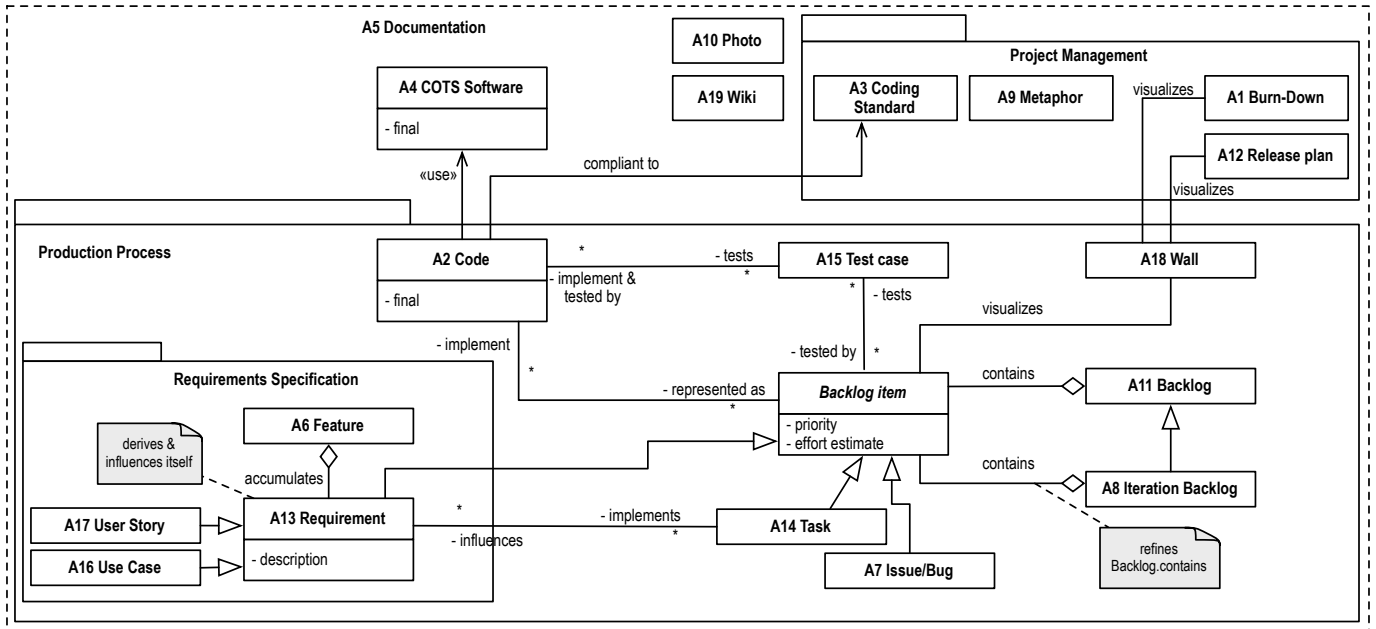 A5 Documentation
A10 Photo
Project Management
A4 COTS Software
- final
A19 Wiki
A3 Coding
Standard
A9 Metaphor
visualizes
A1 Burn-Down
A12 Release plan
visualizes
«use»
compliant to
Production Process
A2 Code
- final
*
- implement &
tested by
- tests
*
A15 Test case
*
- tests
A18 Wall
visualizes
- implement
*
- tested by
*
- represented as
*
Backlog item
- priority
- effort estimate
contains
A11 Backlog
contains
A8 Iteration Backlog
refines
Backlog.contains
Requirements Specification
derives &
influences itself
A6 Feature
accumulates
A17 User Story
A13 Requirement
- description
A16 Use Case
*
- influences
- implements
*
A14 Task
A7 Issue/Bug